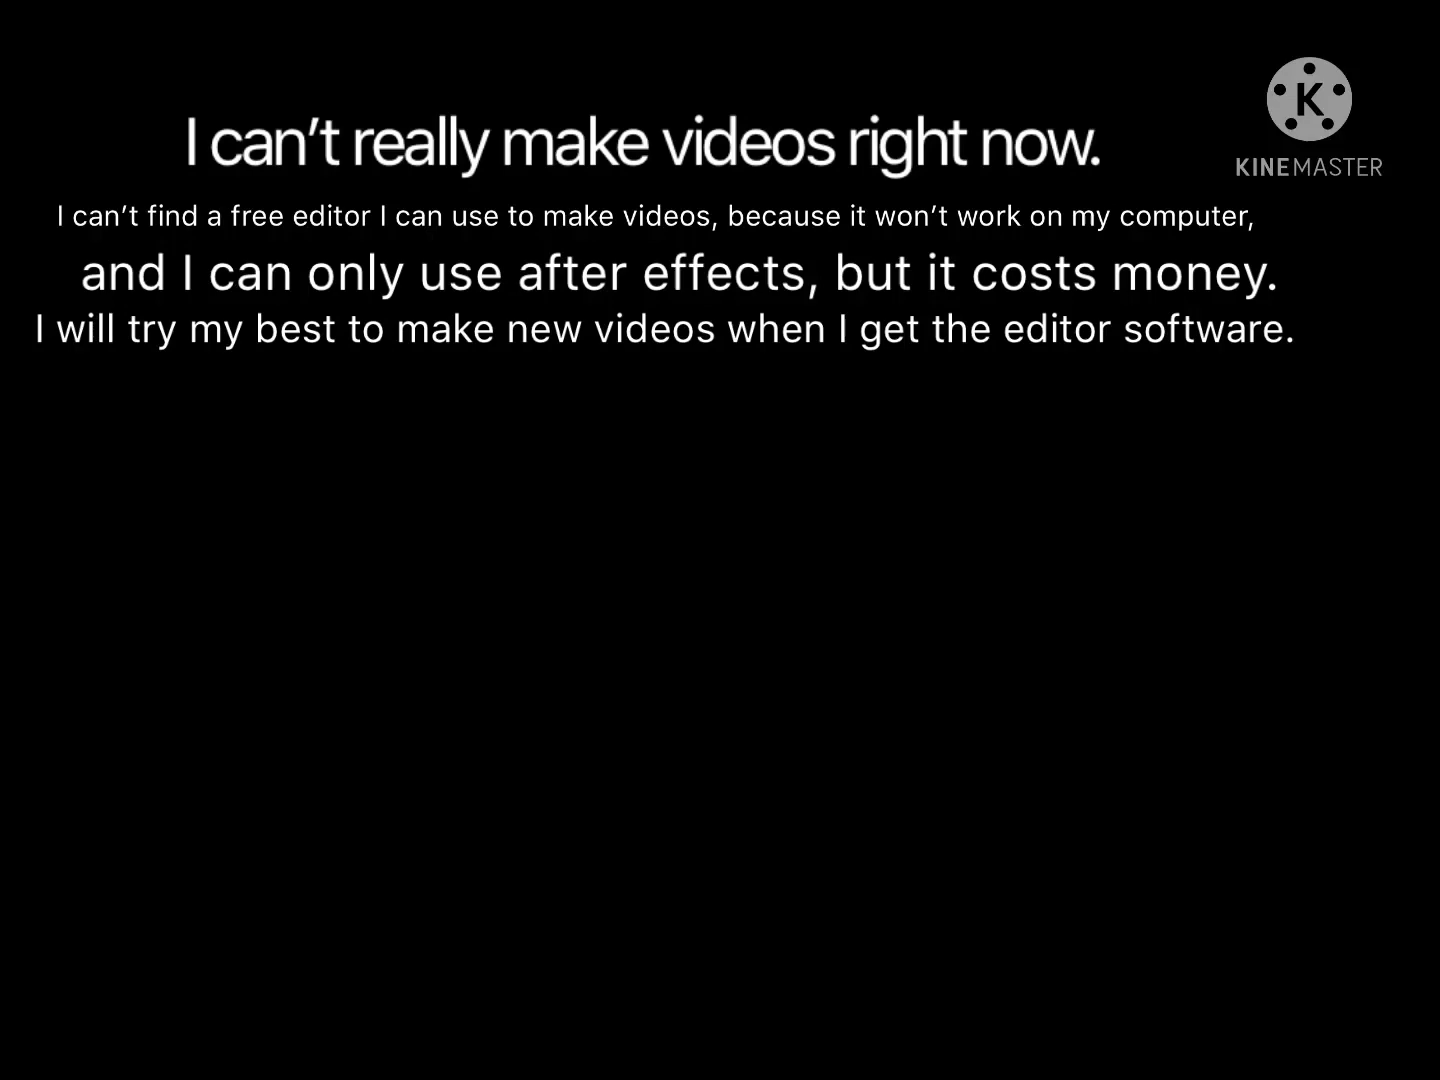 I can’t really make videos right now.
K
KINEMASTER
I can’t find a free editor I can use to make videos, because it won’t work on my computer,
and I can only use after effects, but it costs money.
I will try my best to make new videos when I get the editor software.